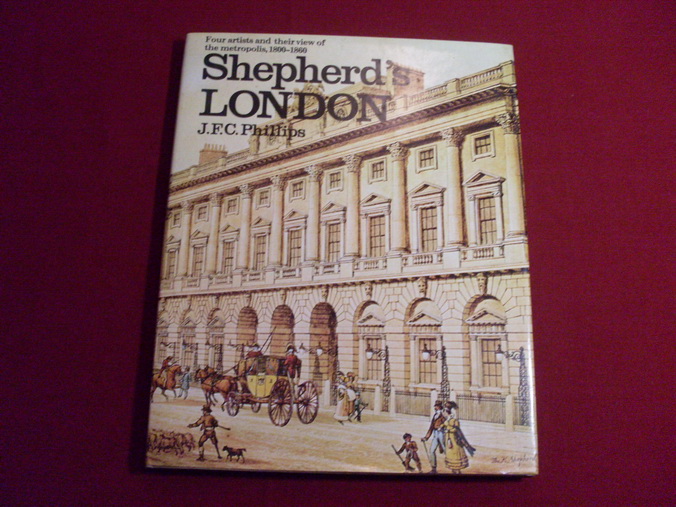 Four artists and their view of
the metropolis, 1800–1860
Shepherd's
LONDON
J.F.C. Phillips